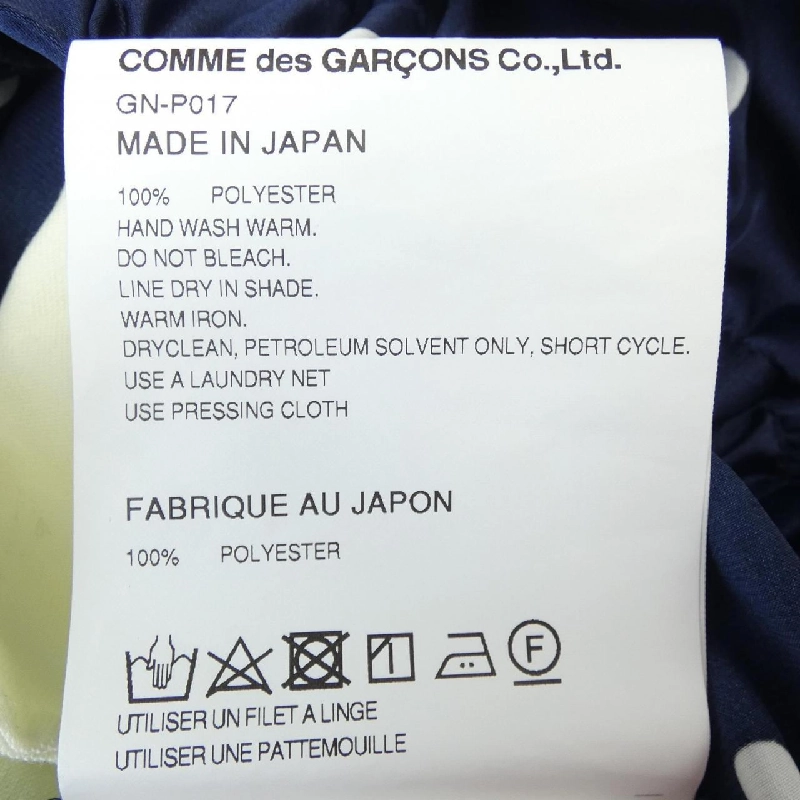 COMME des GARÇONS Co.,Ltd.
GN-P017
MADE IN JAPAN
100% POLYESTER
HAND WASH WARM.
DO NOT BLEACH.
LINE DRY IN SHADE.
WARM IRON.
DRYCLEAN, PETROLEUM SOLVENT ONLY, SHORT CYCLE.
USE A LAUNDRY NET
USE PRESSING CLOTH
FABRIQUE AU JAPON
100% POLYESTER
F
UTILISER UN FILET A LINGE
UTILISER UNE PATTEMOUILLE